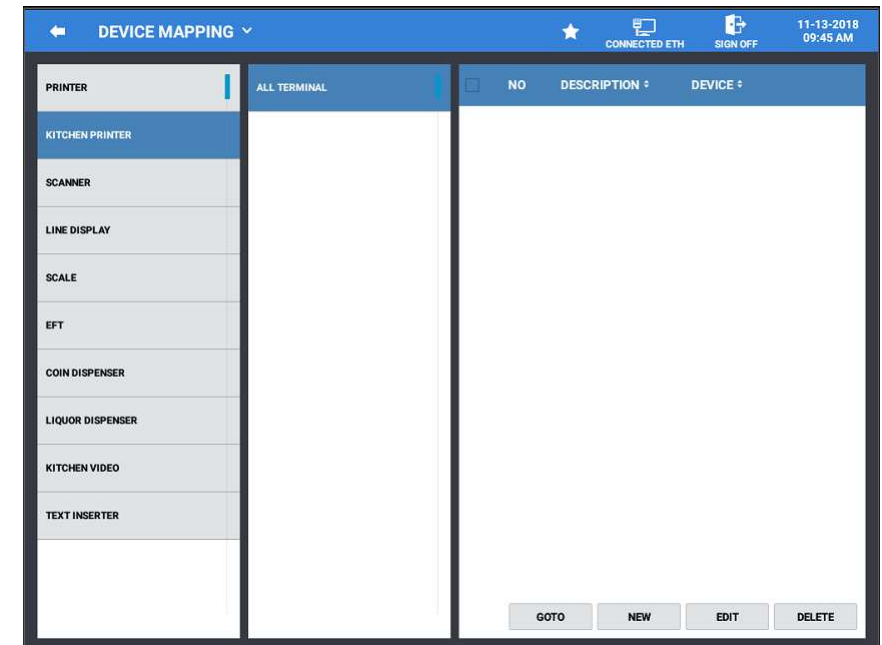 DEVICE MAPPING
CONNECTED ETH
SIGN OFF
11-13-2018
09:45 AM
PRINTER
KITCHEN PRINTER
SCANNER
LINE DISPLAY
SCALE
EFT
COIN DISPENSER
LIQUOR DISPENSER
KITCHEN VIDEO
TEXT INSERTER
ALL TERMINAL
NO DESCRIPTION DEVICE
GOTO NEW EDIT DELETE